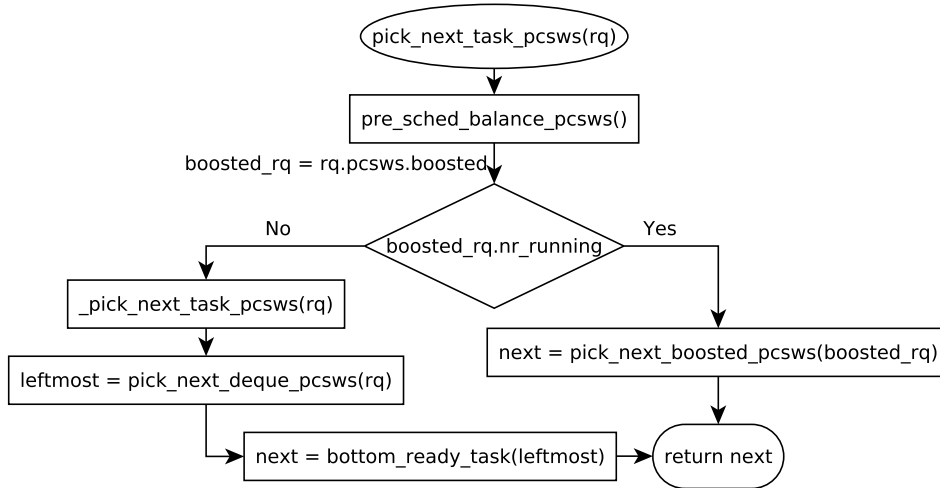 pick_next_task_pcsws(rq)
pre_sched_balance_pcsws()
boosted_rq = rq.pcsws.boosted
No
Yes
boosted_rq.nr_running
_pick_next_task_pcsws(rq)
next = pick_next_boosted_pcsws(boosted_rq)
leftmost = pick_next_deque_pcsws(rq)
next = bottom_ready_task(leftmost)
return next